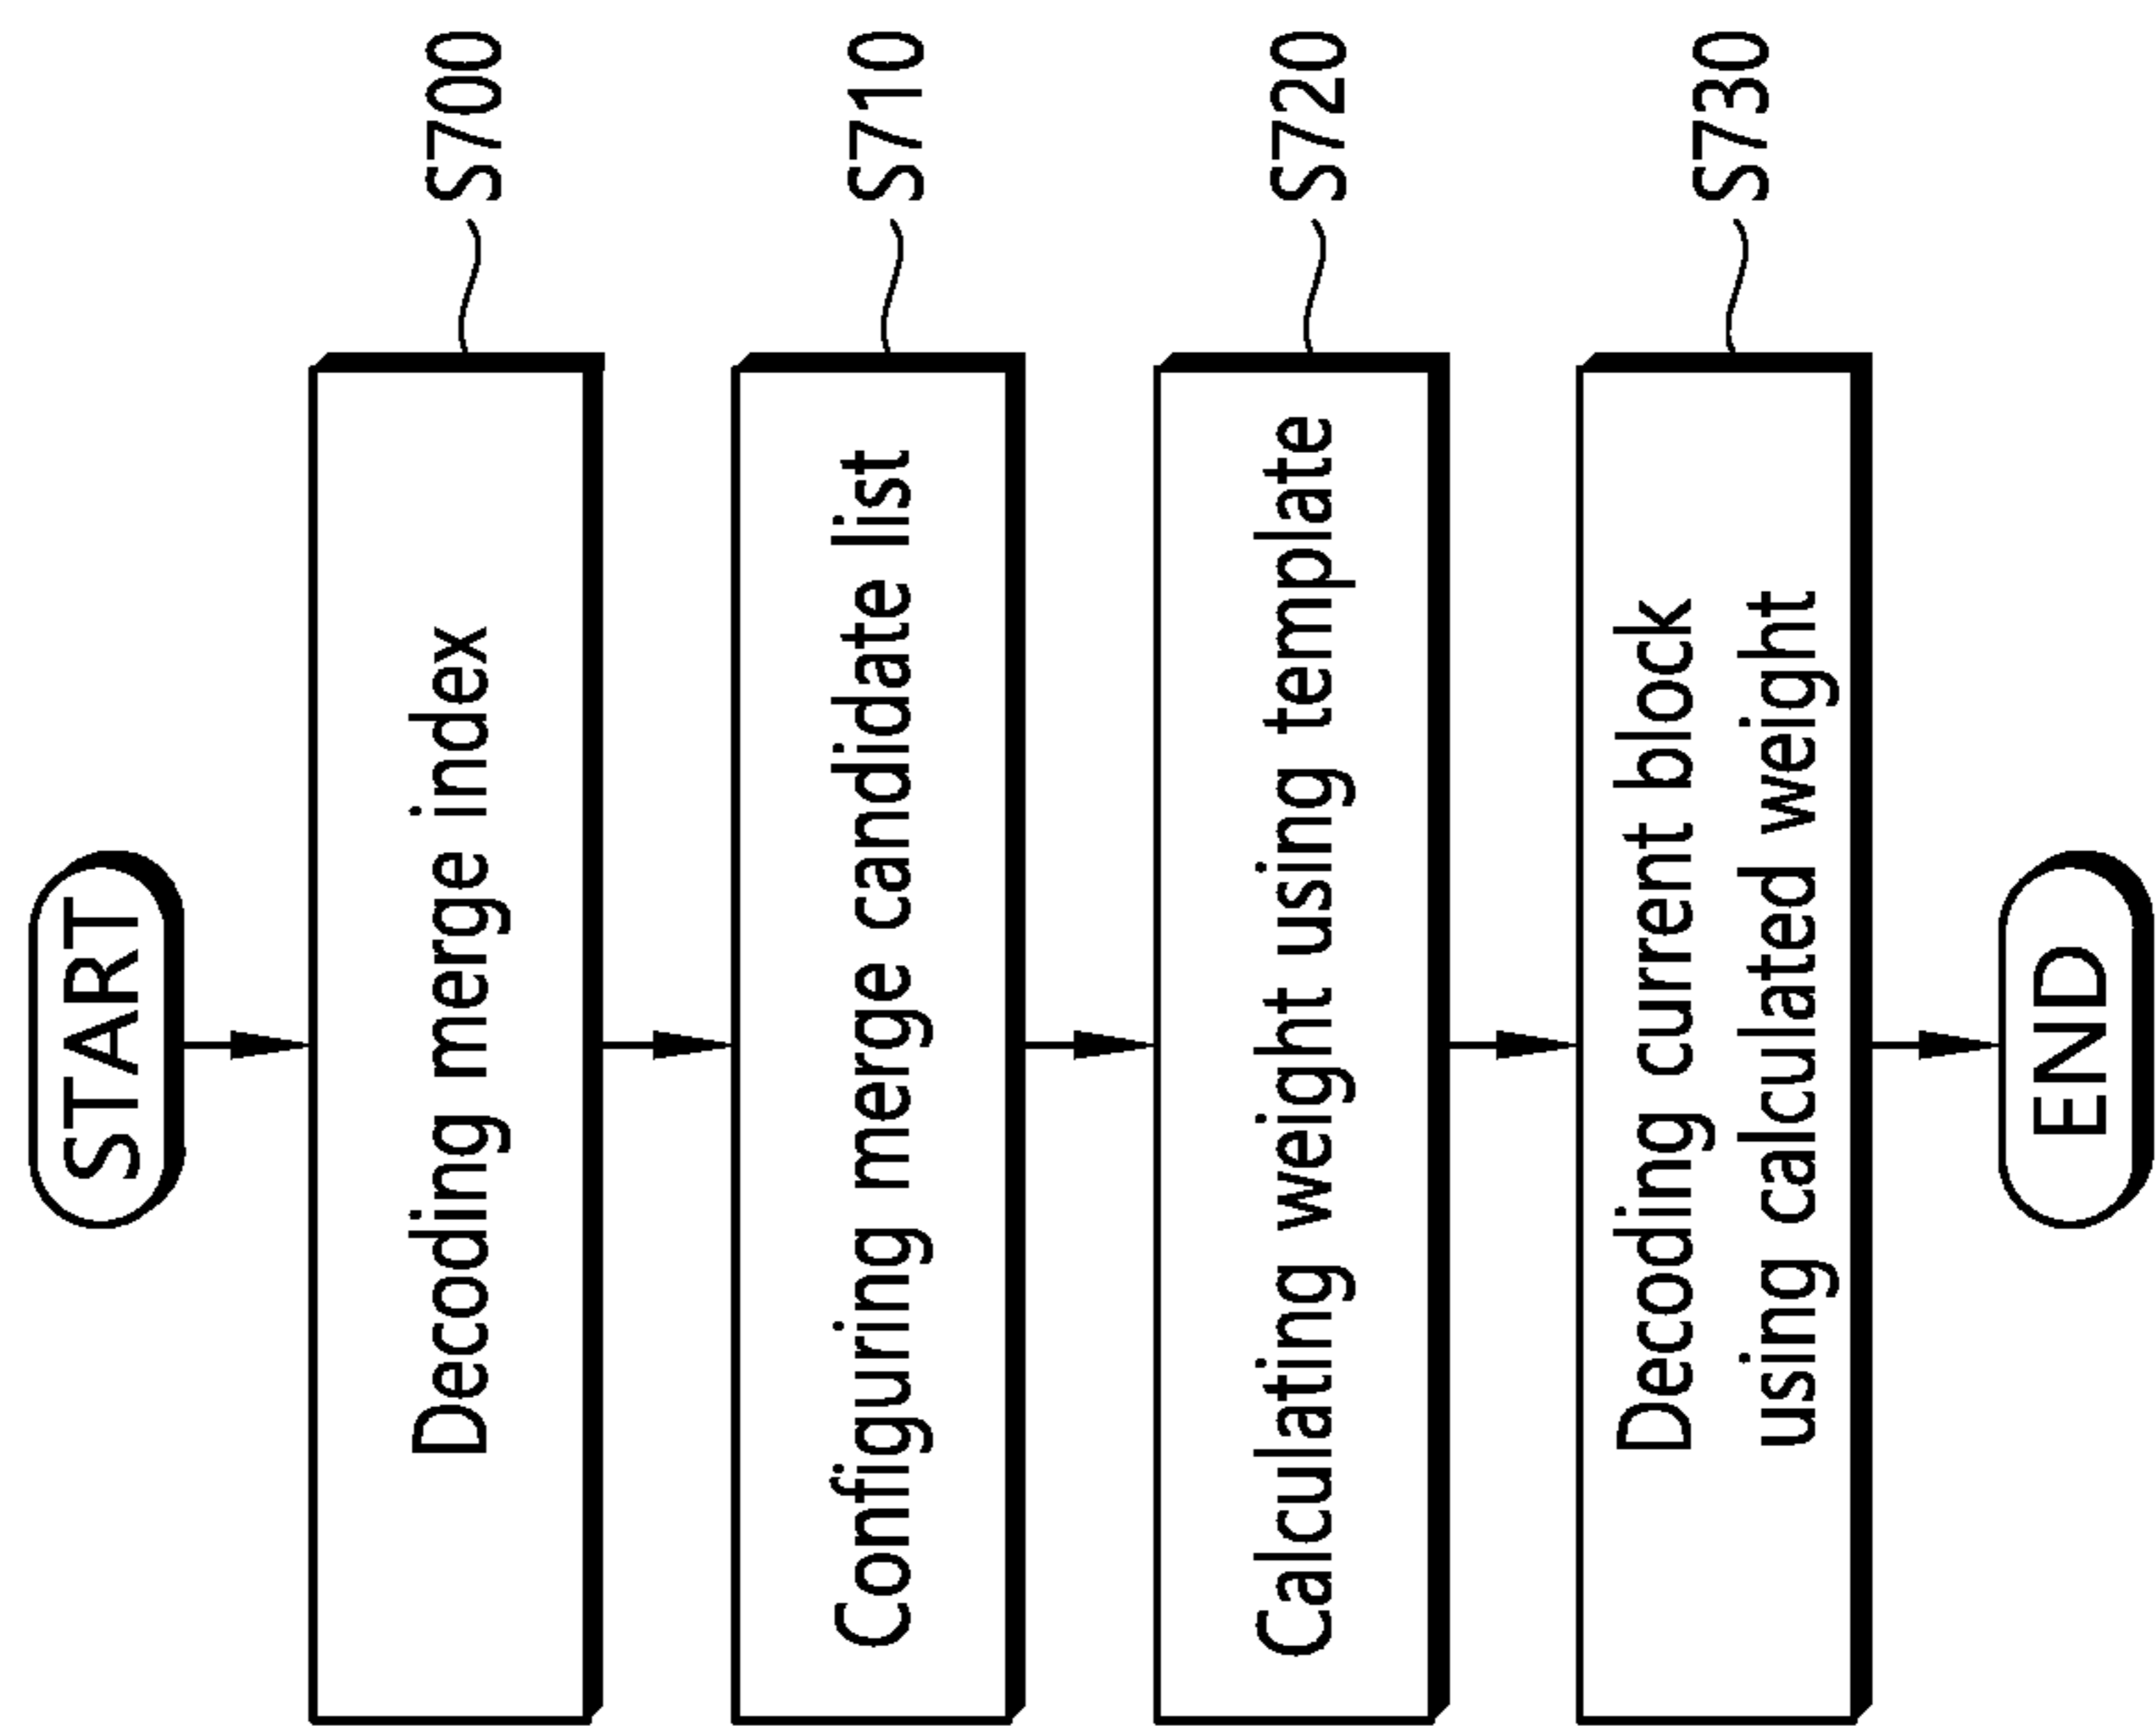 START
Decoding merge index
S700
Configuring merge candidate list
S710
Calculating weight using template
S720
Decoding current block
using calculated weight
S730
END